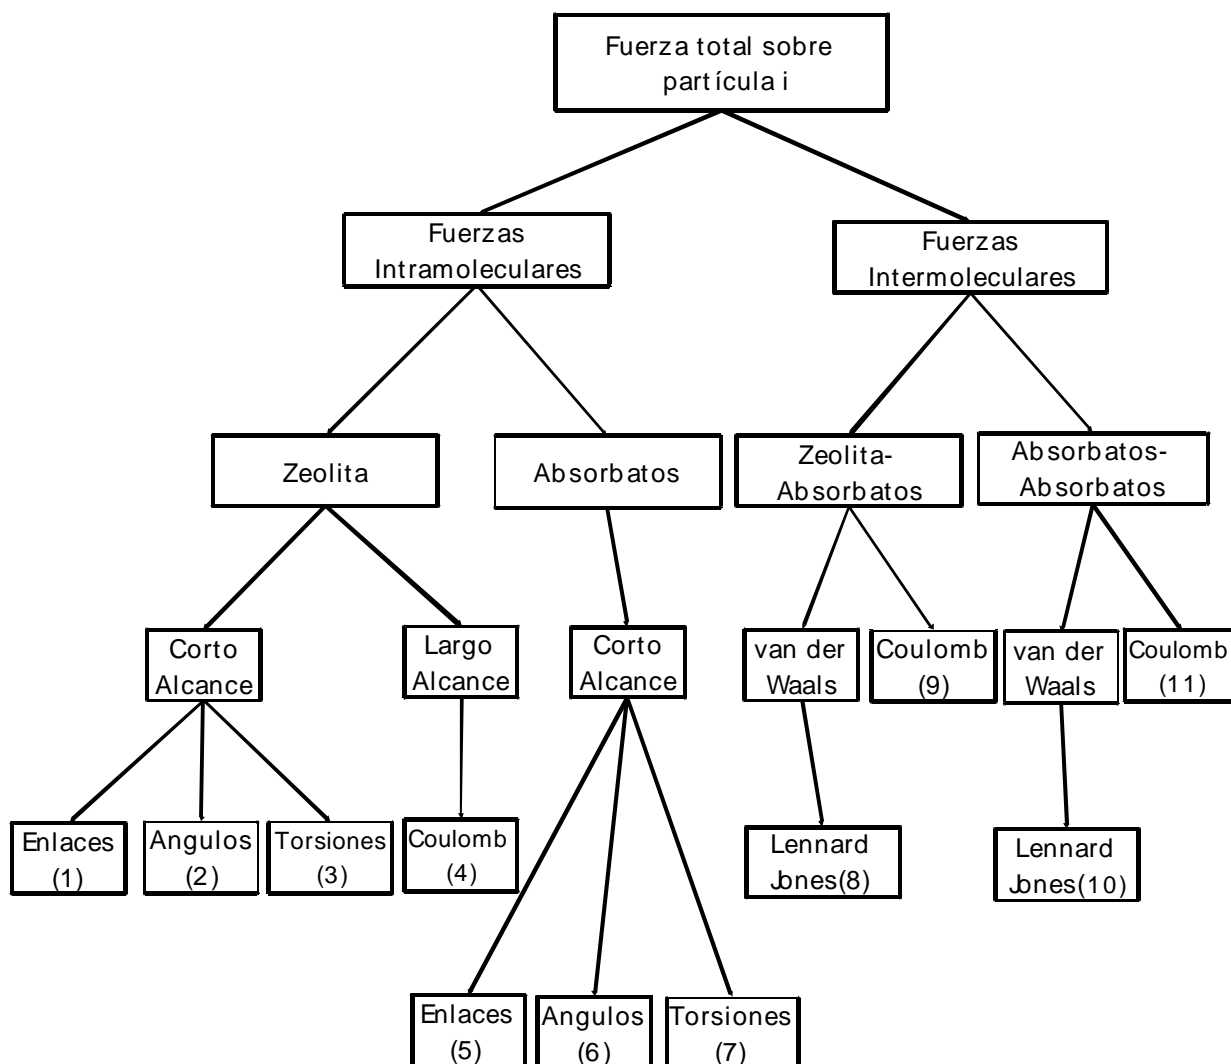 Fuerza total sobre
partícula i
Fuerzas
Intramoleculares
Fuerzas
Intermoleculares
Zeolita
Absorbatos
Zeolita-
Absorbatos
Absorbatos-
Absorbatos
Corto
Alcance
Largo
Alcance
Corto
Alcance
van der
Waals
Coulomb
(9)
van der
Waals
Coulomb
(11)
Enlaces
(1)
Angulos
(2)
Torsiones
(3)
Coulomb
(4)
Lennard
Jones(8)
Lennard
Jones(10)
Enlaces
(5)
Angulos
(6)
Torsiones
(7)